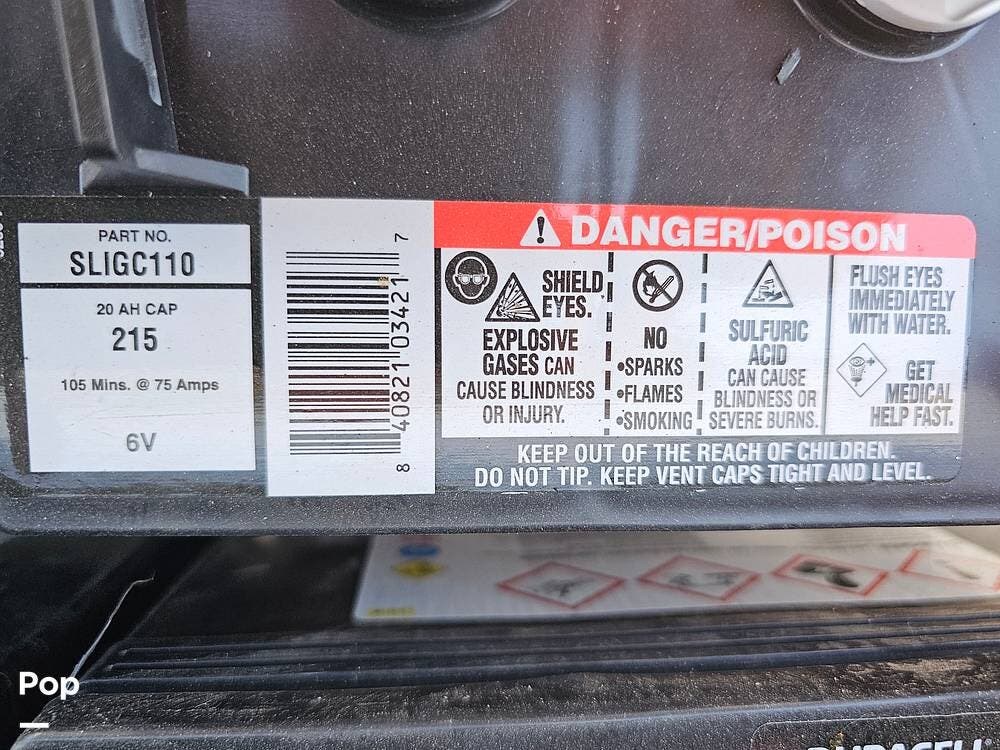 PART NO.
SLIGC110
20 AH CAP
215
105 Mins. @ 75 Amps
6V
8 40821 03421 7
DANGER/POISON
SHIELD
EYES.
EXPLOSIVE
GASES CAN
CAUSE BLINDNESS
OR INJURY.
NO
•SPARKS
•FLAMES
•SMOKING
SULFURIC
ACID
CAN CAUSE
BLINDNESS OR
SEVERE BURNS.
FLUSH EYES
IMMEDIATELY
WITH WATER.
GET
MEDICAL
HELP FAST.
KEEP OUT OF THE REACH OF CHILDREN.
DO NOT TIP. KEEP VENT CAPS TIGHT AND LEVEL.
Pop